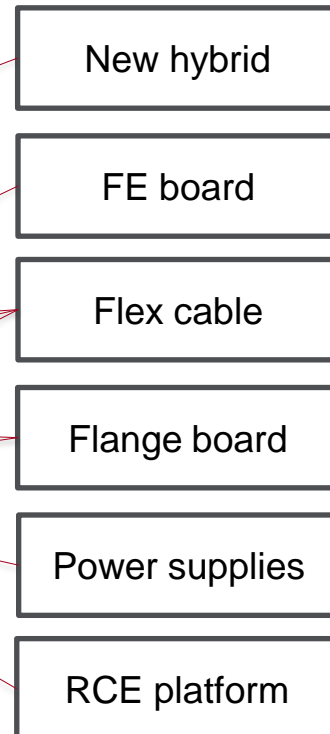 New hybrid
FE board
Flex cable
Flange board
Power supplies
RCE platform